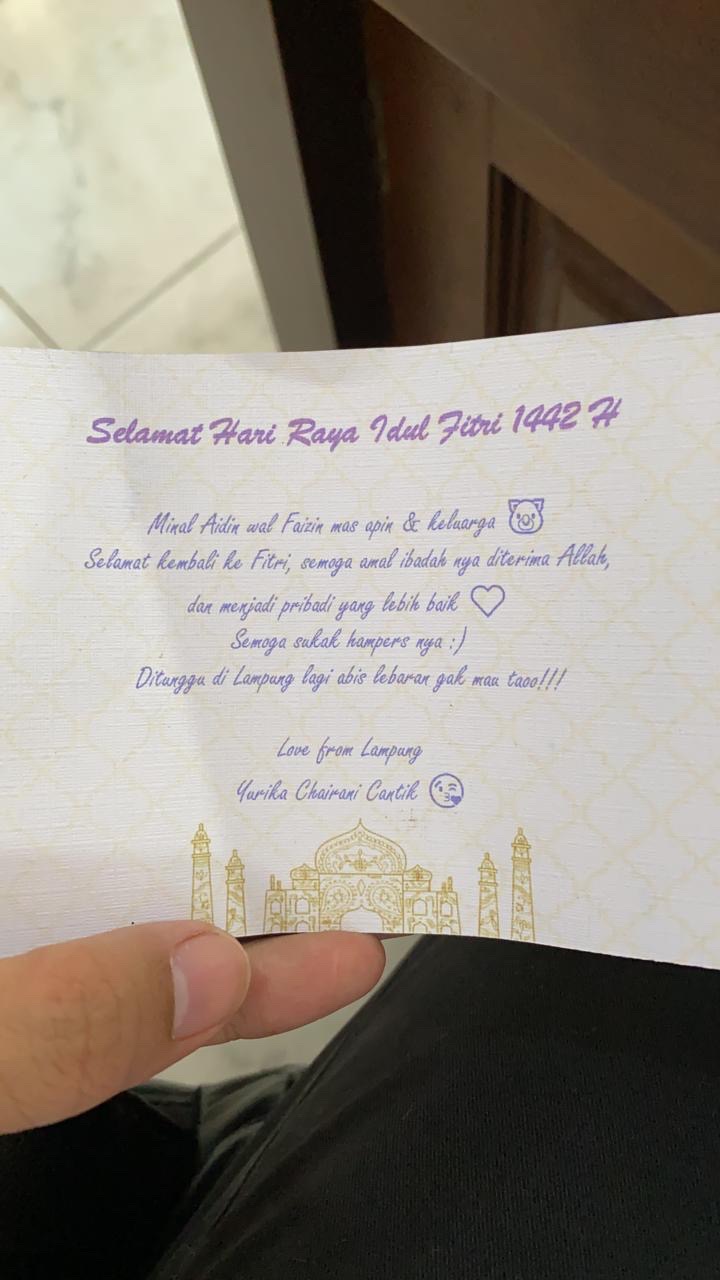 Selamat Hari Raya Idul Fitri 1442 H
Minal Aidin wal Faizin mas apin & keluarga 🐷
Selamat kembali ke Fitri, semoga amal ibadah nya diterima Allah,
dan menjadi pribadi yang lebih baik ♡
Semoga sukak hampers nya :)
Ditunggu di Lampung lagi abis lebaran gak mau taoo!!!
Love from Lampung
Yurika Chairani Cantik 😘